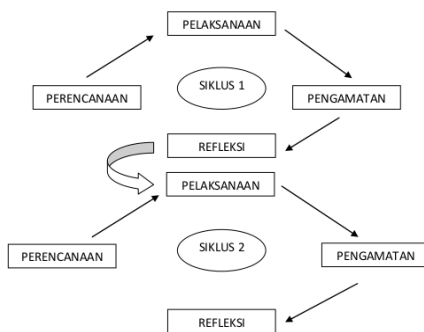 PELAKSANAAN
SIKLUS 1
PERENCANAAN
PENGAMATAN
REFLEKSI
PELAKSANAAN
SIKLUS 2
PERENCANAAN
PENGAMATAN
REFLEKSI